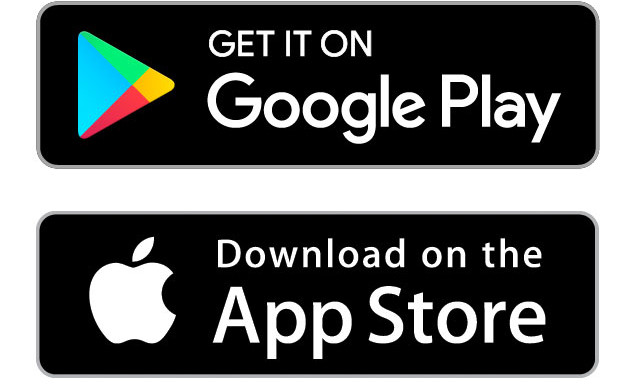 GET IT ON
Google Play
Download on the
App Store